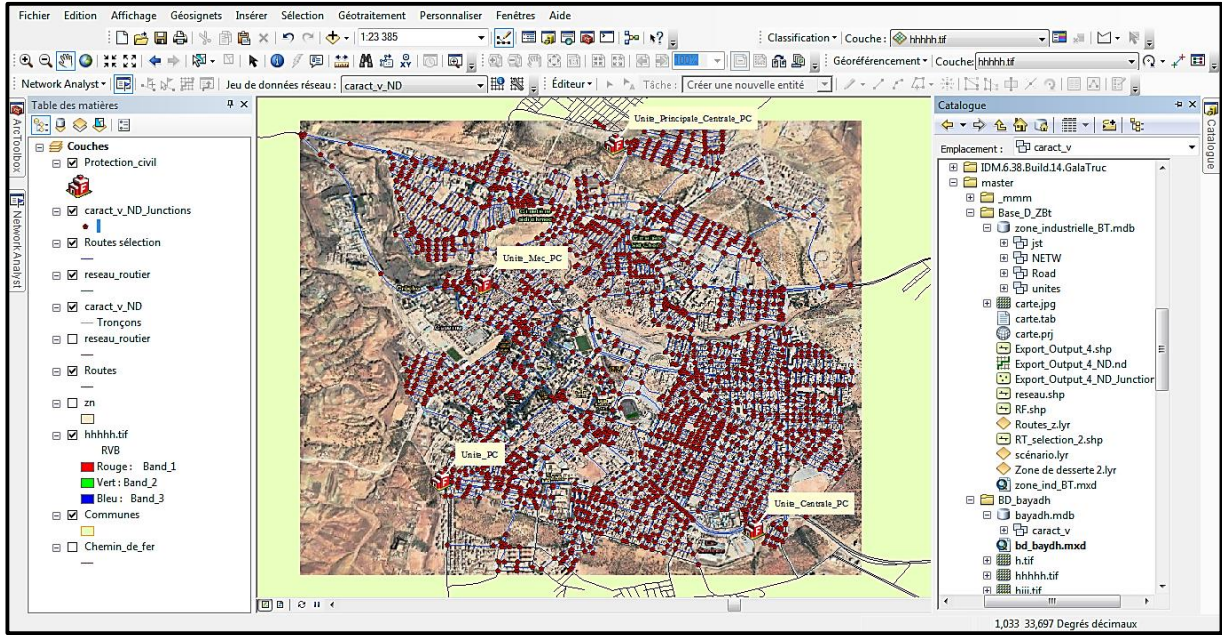 Fichier Edition Affichage Géosignets Insérer Sélection Géotraitement Personnaliser Fenêtres Aide
1:23 385
Classification Couche : hhhhh.tif
100%
Géoréférencement Couche: hhhhh.tif
Network Analyst Jeu de données réseau : caract_v_ND
Éditeur Tâche : Créer une nouvelle entité
Table des matières
ArcToolbox
Network Analyst
Couches
Protection_civil
caract_v_ND_Junctions
Routes sélection
reseau_routier
caract_v_ND
Tronçons
reseau_routier
Routes
zn
hhhhh.tif
RVB
Rouge : Band_1
Vert : Band_2
Bleu : Band_3
Communes
Chemin_de_fer
Unite_Principale_Centrale_PC
Unite_Mec_PC
Unite_PC
Unite_Centrale_PC
Catalogue
Catalogue
Emplacement : caract_v
IDM.6.38.Build.14.GalaTruc
master
_mmm
Base_D_ZBt
zone_industrielle_BT.mdb
jst
NETW
Road
unites
carte.jpg
carte.tab
carte.prj
Export_Output_4.shp
Export_Output_4_ND.nd
Export_Output_4_ND_Junction
reseau.shp
RF.shp
Routes_z.lyr
RT_selection_2.shp
scénario.lyr
Zone de desserte 2.lyr
zone_ind_BT.mxd
BD_bayadh
bayadh.mdb
caract_v
bd_baydh.mxd
h.tif
hhhhh.tif
hiii.tif
1,033 33,697 Degrés décimaux